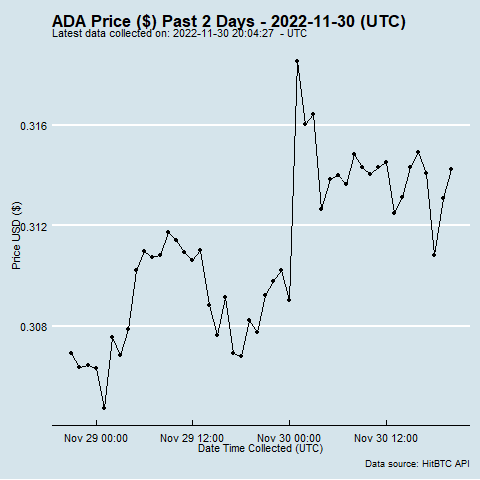 ADA Price ($) Past 2 Days - 2022-11-30 (UTC)
Latest data collected on: 2022-11-30 20:04:27  - UTC
0.316
0.312
0.308
Price USD ($)
Nov 29 00:00
Nov 29 12:00
Nov 30 00:00
Nov 30 12:00
Date Time Collected (UTC)
Data source: HitBTC API